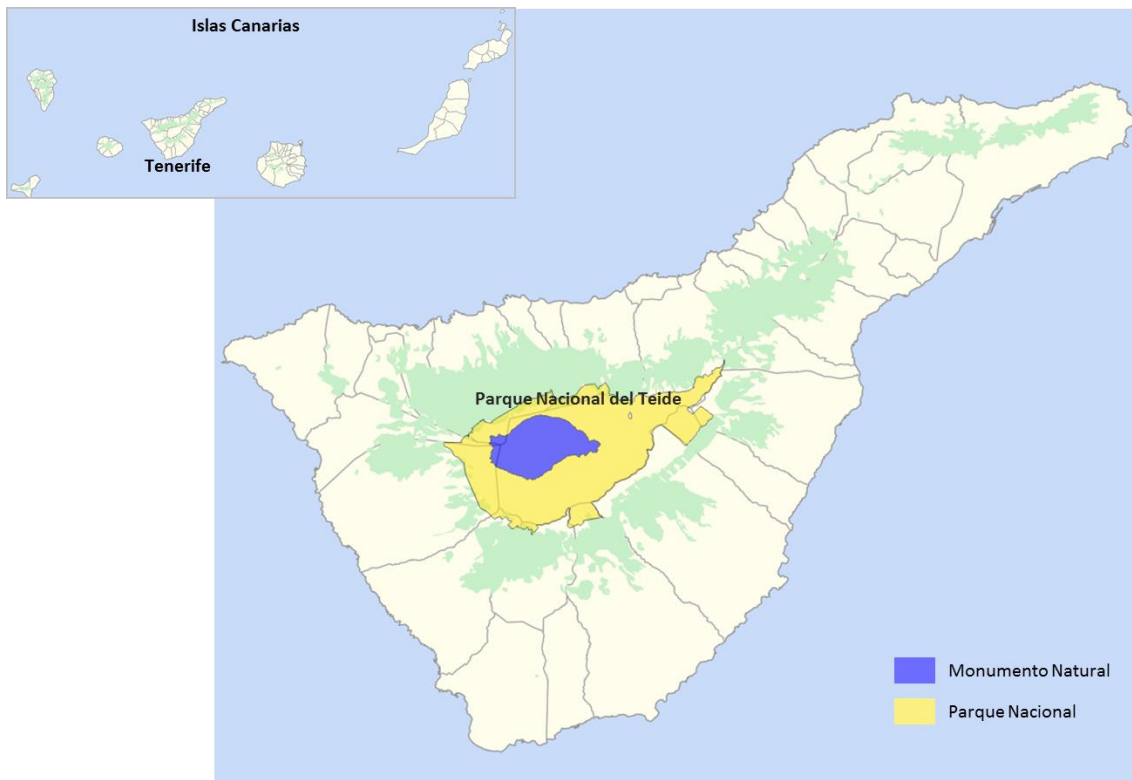 Islas Canarias
Tenerife
Parque Nacional del Teide
Monumento Natural
Parque Nacional